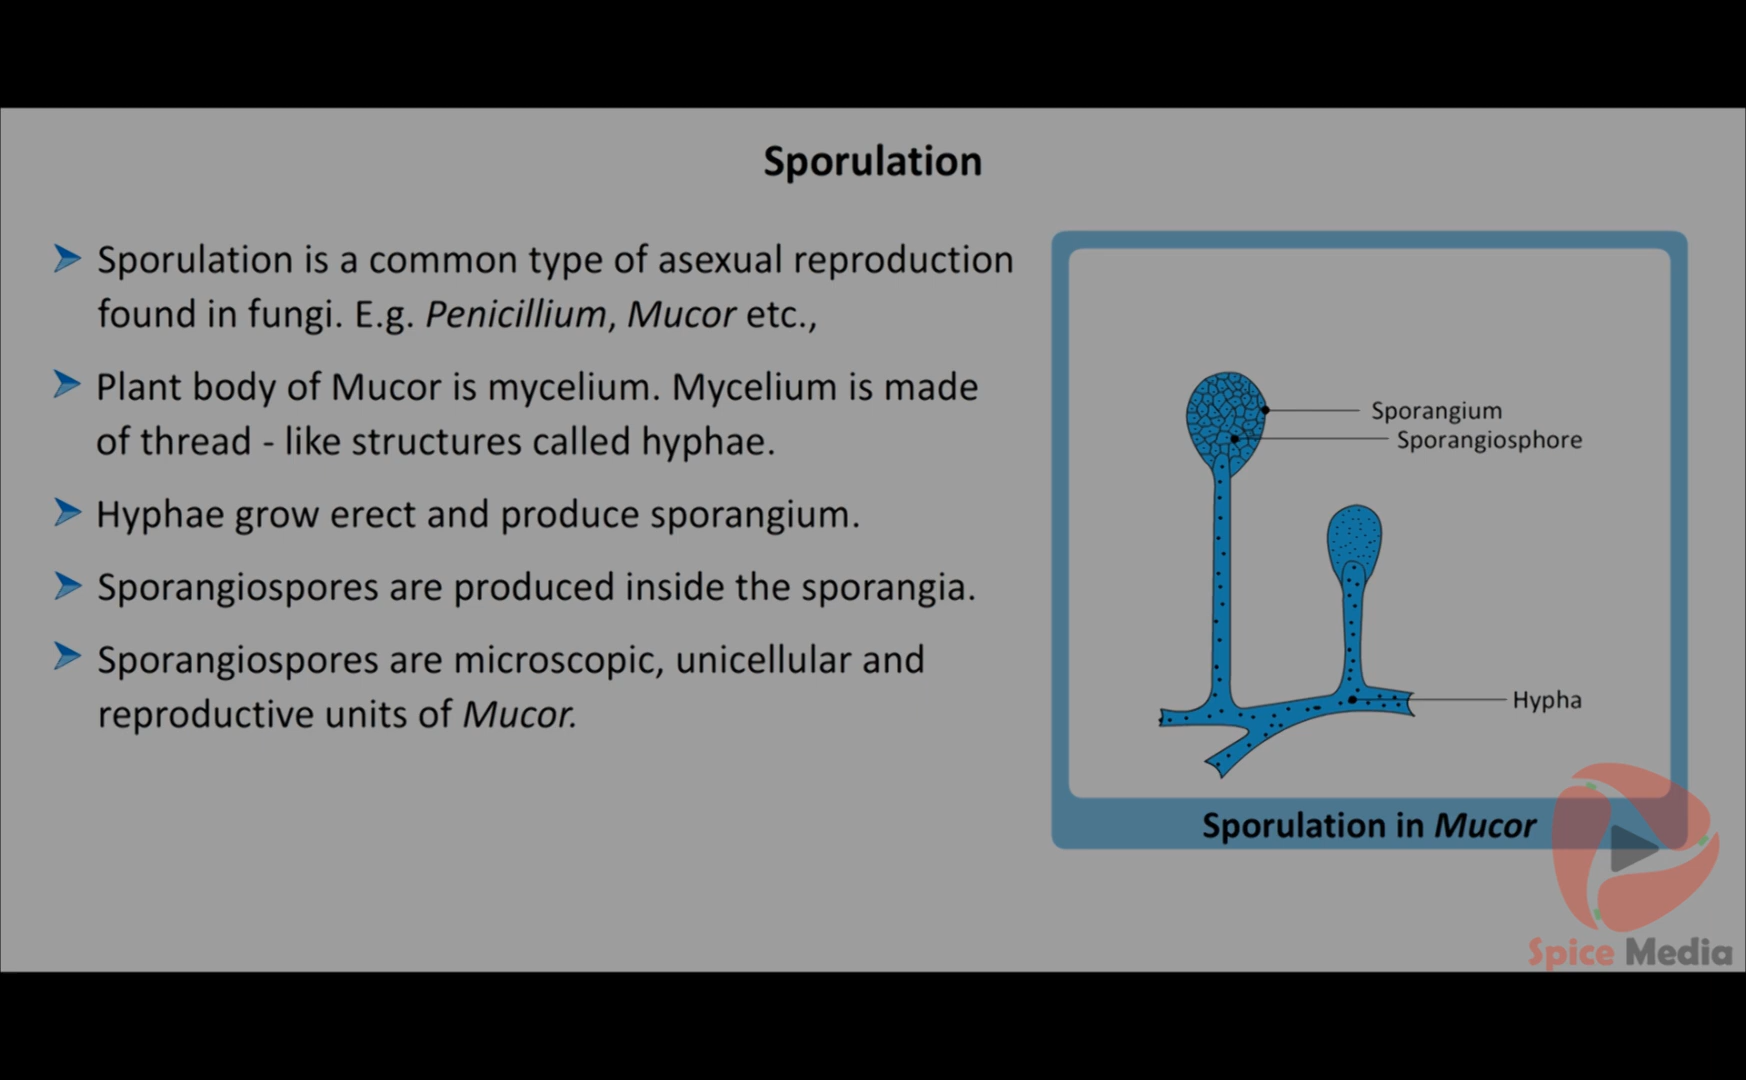 Sporulation
Sporulation is a common type of asexual reproduction
found in fungi. E.g. Penicillium, Mucor etc.,
Plant body of Mucor is mycelium. Mycelium is made
of thread - like structures called hyphae.
Hyphae grow erect and produce sporangium.
Sporangiospores are produced inside the sporangia.
Sporangiospores are microscopic, unicellular and
reproductive units of Mucor.
Sporangium
Sporangiosphore
Hypha
Sporulation in Mucor
Spice Media